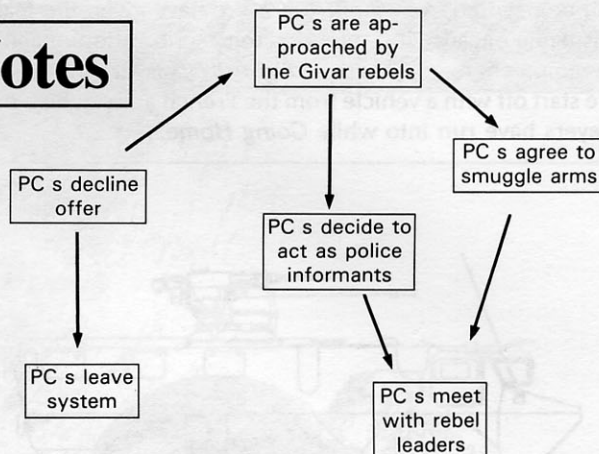 otes
PC s are ap-
proached by
Ine Givar rebels
PC s agree to
smuggle arms
PC s decline
offer
PC s decide to
act as police
informants
PC s leave
system
PC s meet
with rebel
leaders